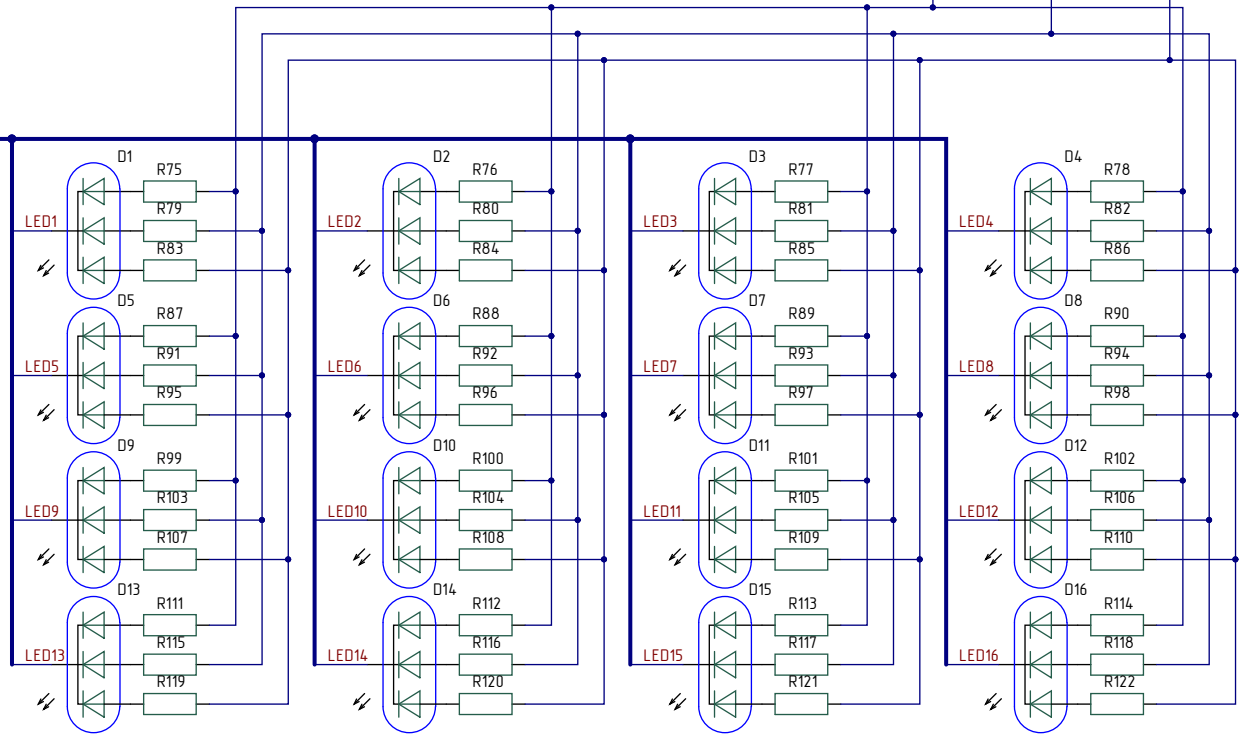 D1 D2 D3 D4
R75 R76 R77 R78
R79 R80 R81 R82
LED1 LED2 LED3 LED4
R83 R84 R85 R86
D5 D6 D7 D8
R87 R88 R89 R90
R91 R92 R93 R94
LED5 LED6 LED7 LED8
R95 R96 R97 R98
D9 D10 D11 D12
R99 R100 R101 R102
R103 R104 R105 R106
LED9 LED10 LED11 LED12
R107 R108 R109 R110
D13 D14 D15 D16
R111 R112 R113 R114
R115 R116 R117 R118
LED13 LED14 LED15 LED16
R119 R120 R121 R122